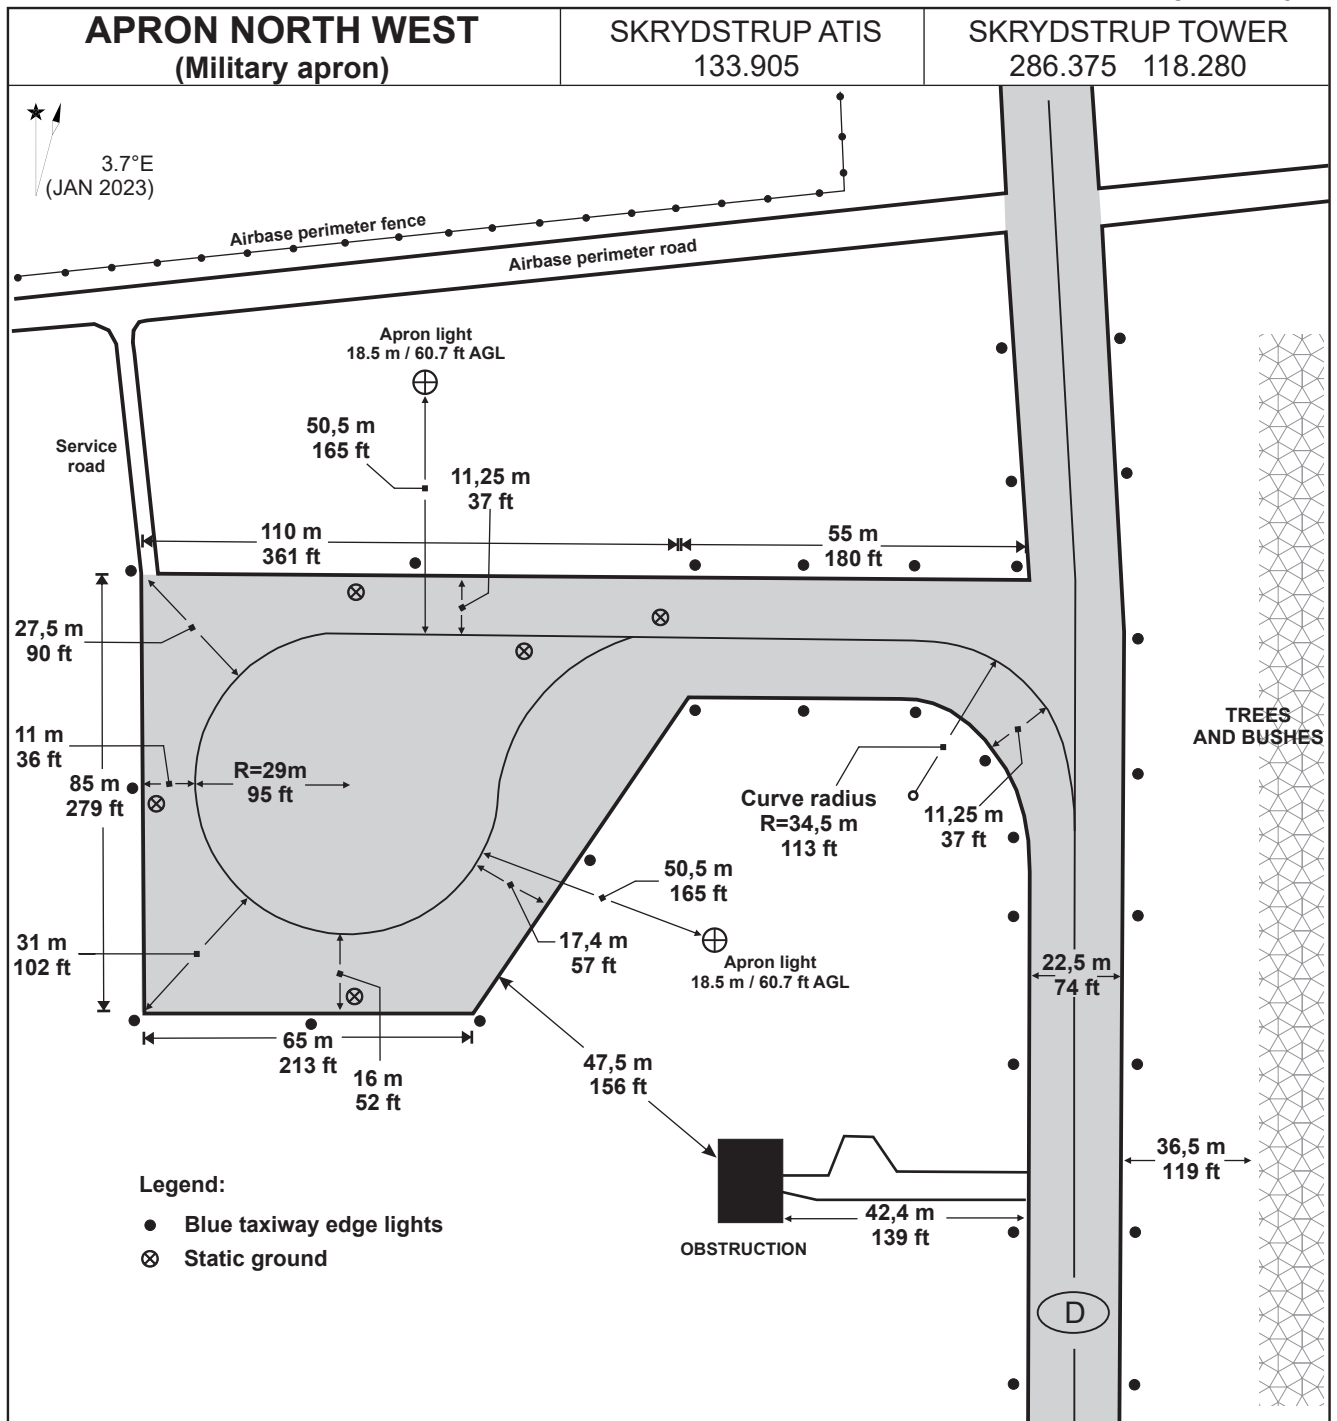 APRON NORTH WEST
(Military apron)
SKRYDSTRUP ATIS
133.905
SKRYDSTRUP TOWER
286.375 118.280
3.7°E
(JAN 2023)
Airbase perimeter fence
Airbase perimeter road
Apron light
18.5 m / 60.7 ft AGL
Service
road
50,5 m
165 ft
11,25 m
37 ft
110 m
361 ft
55 m
180 ft
27,5 m
90 ft
11 m
36 ft
85 m
279 ft
R=29m
95 ft
TREES
AND BUSHES
Curve radius
R=34,5 m
113 ft
11,25 m
37 ft
50,5 m
165 ft
17,4 m
57 ft
Apron light
18.5 m / 60.7 ft AGL
31 m
102 ft
22,5 m
74 ft
65 m
213 ft
16 m
52 ft
47,5 m
156 ft
36,5 m
119 ft
Legend:
Blue taxiway edge lights
Static ground
42,4 m
139 ft
OBSTRUCTION
D